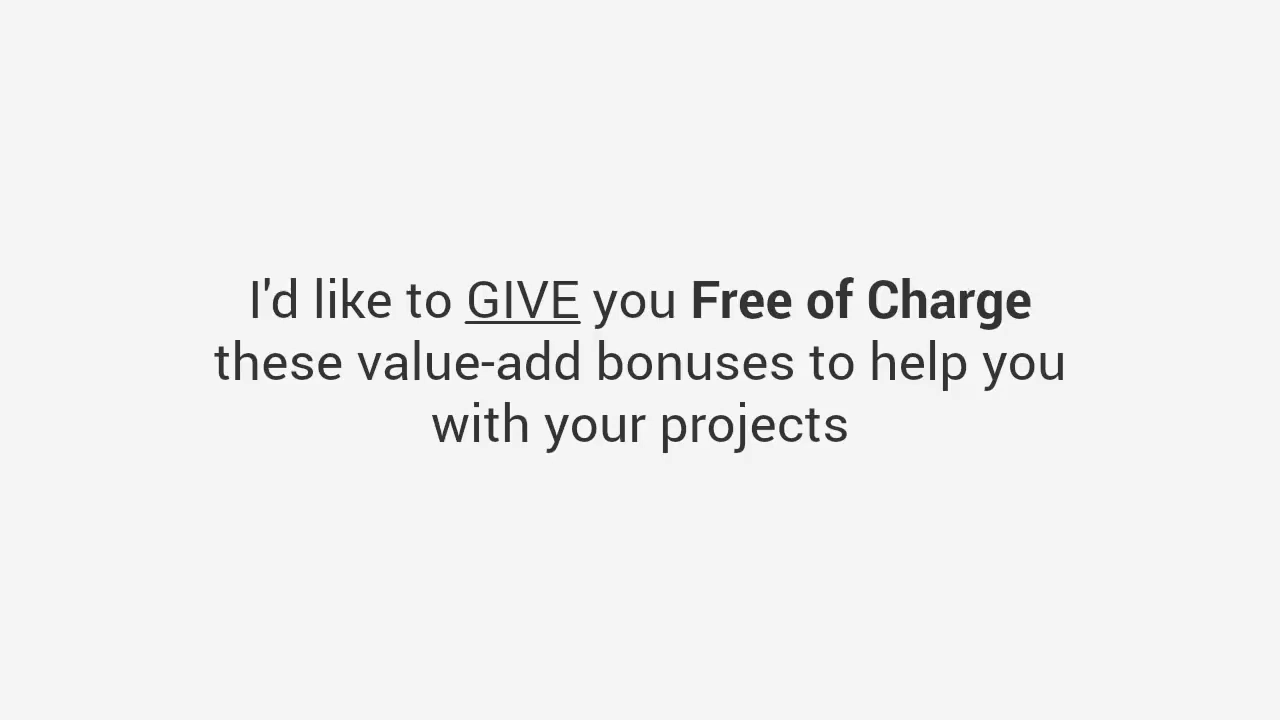 I'd like to GIVE you Free of Charge
these value-add bonuses to help you
with your projects